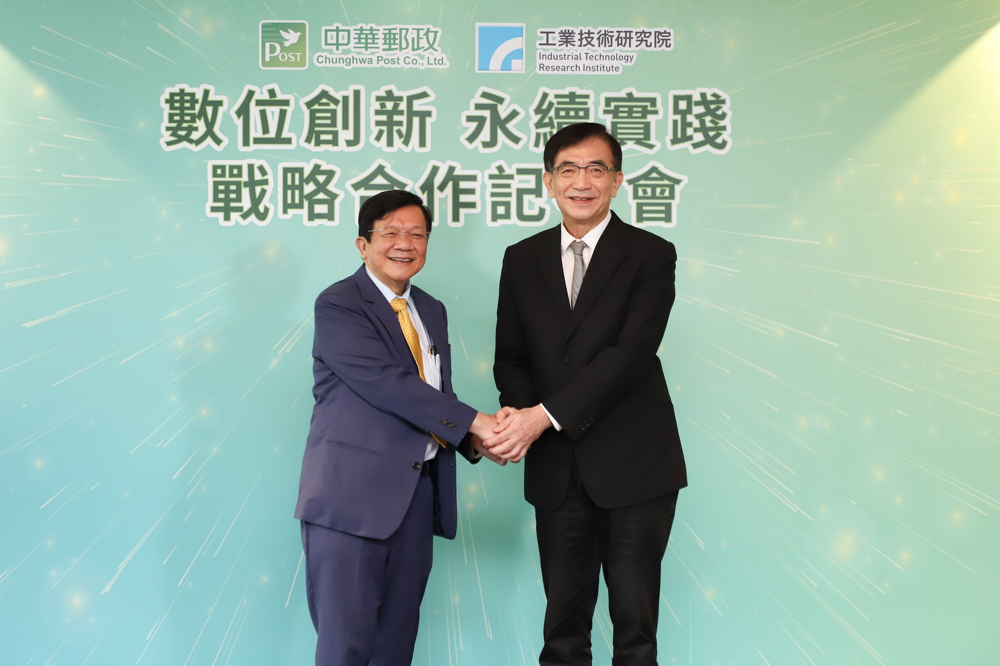 POST 中華郵政 Chunghwa Post Co., Ltd.
工業技術研究院
Industrial Technology
Research Institute
數位創新 永續實踐
戰略合作記 會